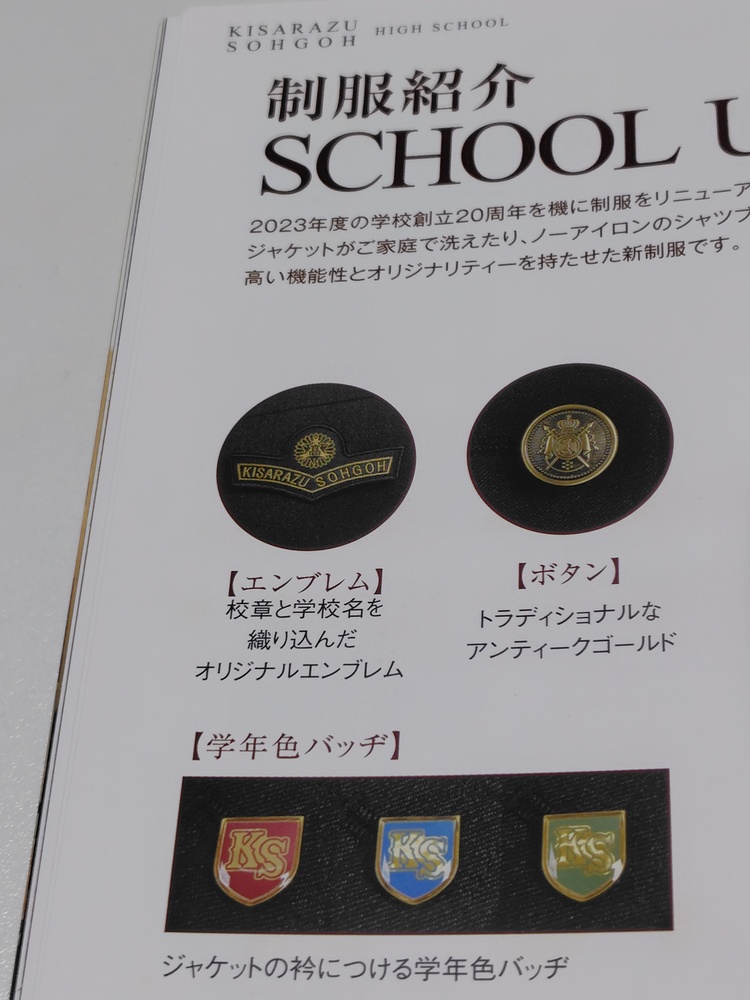 KISARAZU
SOHGOH HIGH SCHOOL
制服紹介
SCHOOL U
2023年度の学校創立20周年を機に制服をリニューア
ジャケットがご家庭で洗えたり、ノーアイロンのシャツブ
高い機能性とオリジナリティーを持たせた新制服です。
KISARAZU SOHGOH
【エンブレム】
校章と学校名を
織り込んだ
オリジナルエンブレム
【ボタン】
トラディショナルな
アンティークゴールド
【学年色バッヂ】
KS KS KS
ジャケットの衿につける学年色バッヂ